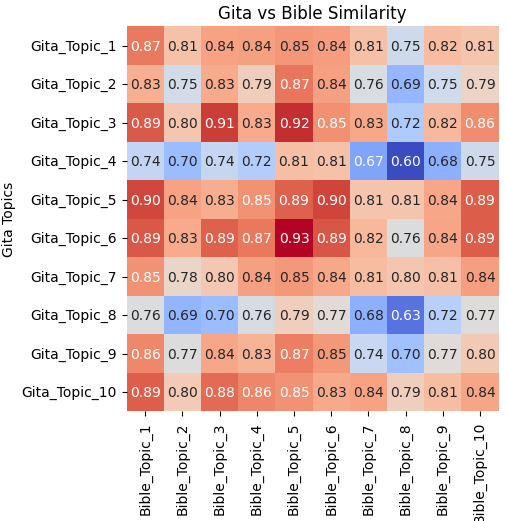 Gita vs Bible Similarity
Gita Topics
Gita_Topic_1 0.87 0.81 0.84 0.84 0.85 0.84 0.81 0.75 0.82 0.81
Gita_Topic_2 0.83 0.75 0.83 0.79 0.87 0.84 0.76 0.69 0.75 0.79
Gita_Topic_3 0.89 0.80 0.91 0.83 0.92 0.85 0.83 0.72 0.82 0.86
Gita_Topic_4 0.74 0.70 0.74 0.72 0.81 0.81 0.67 0.60 0.68 0.75
Gita_Topic_5 0.90 0.84 0.83 0.85 0.89 0.90 0.81 0.81 0.84 0.89
Gita_Topic_6 0.89 0.83 0.89 0.87 0.93 0.89 0.82 0.76 0.84 0.89
Gita_Topic_7 0.85 0.78 0.80 0.84 0.85 0.84 0.81 0.80 0.81 0.84
Gita_Topic_8 0.76 0.69 0.70 0.76 0.79 0.77 0.68 0.63 0.72 0.77
Gita_Topic_9 0.86 0.77 0.84 0.83 0.87 0.85 0.74 0.70 0.77 0.80
Gita_Topic_10 0.89 0.80 0.88 0.86 0.85 0.83 0.84 0.79 0.81 0.84
Bible_Topic_1
Bible_Topic_2
Bible_Topic_3
Bible_Topic_4
Bible_Topic_5
Bible_Topic_6
Bible_Topic_7
Bible_Topic_8
Bible_Topic_9
Bible_Topic_10